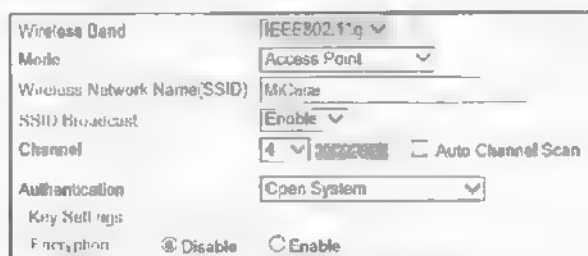 Wireless Band IEEE802.11g
Mode Access Point
Wireless Network Name(SSID)
SSID Broadcast Enable
Channel 4 Auto Channel Scan
Authentication Open System
Key Settings
Encryption Disable Enable